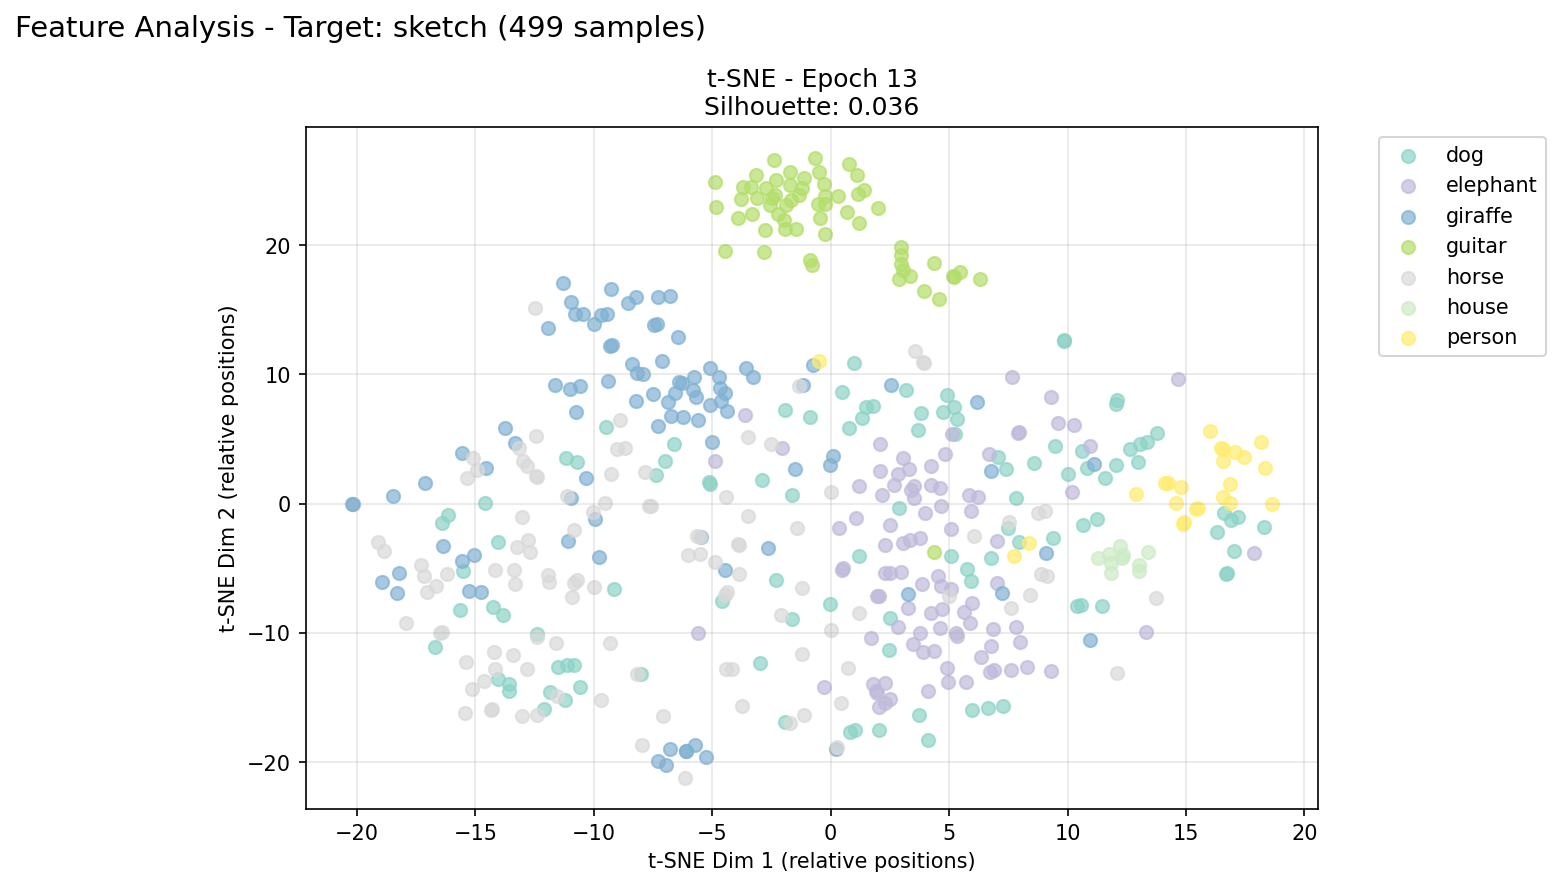 Feature Analysis - Target: sketch (499 samples)
t-SNE - Epoch 13
Silhouette: 0.036
dog
elephant
giraffe
guitar
horse
house
person
20
10
0
−10
−20
t-SNE Dim 2 (relative positions)
−20
−15
−10
−5
0
5
10
15
20
t-SNE Dim 1 (relative positions)